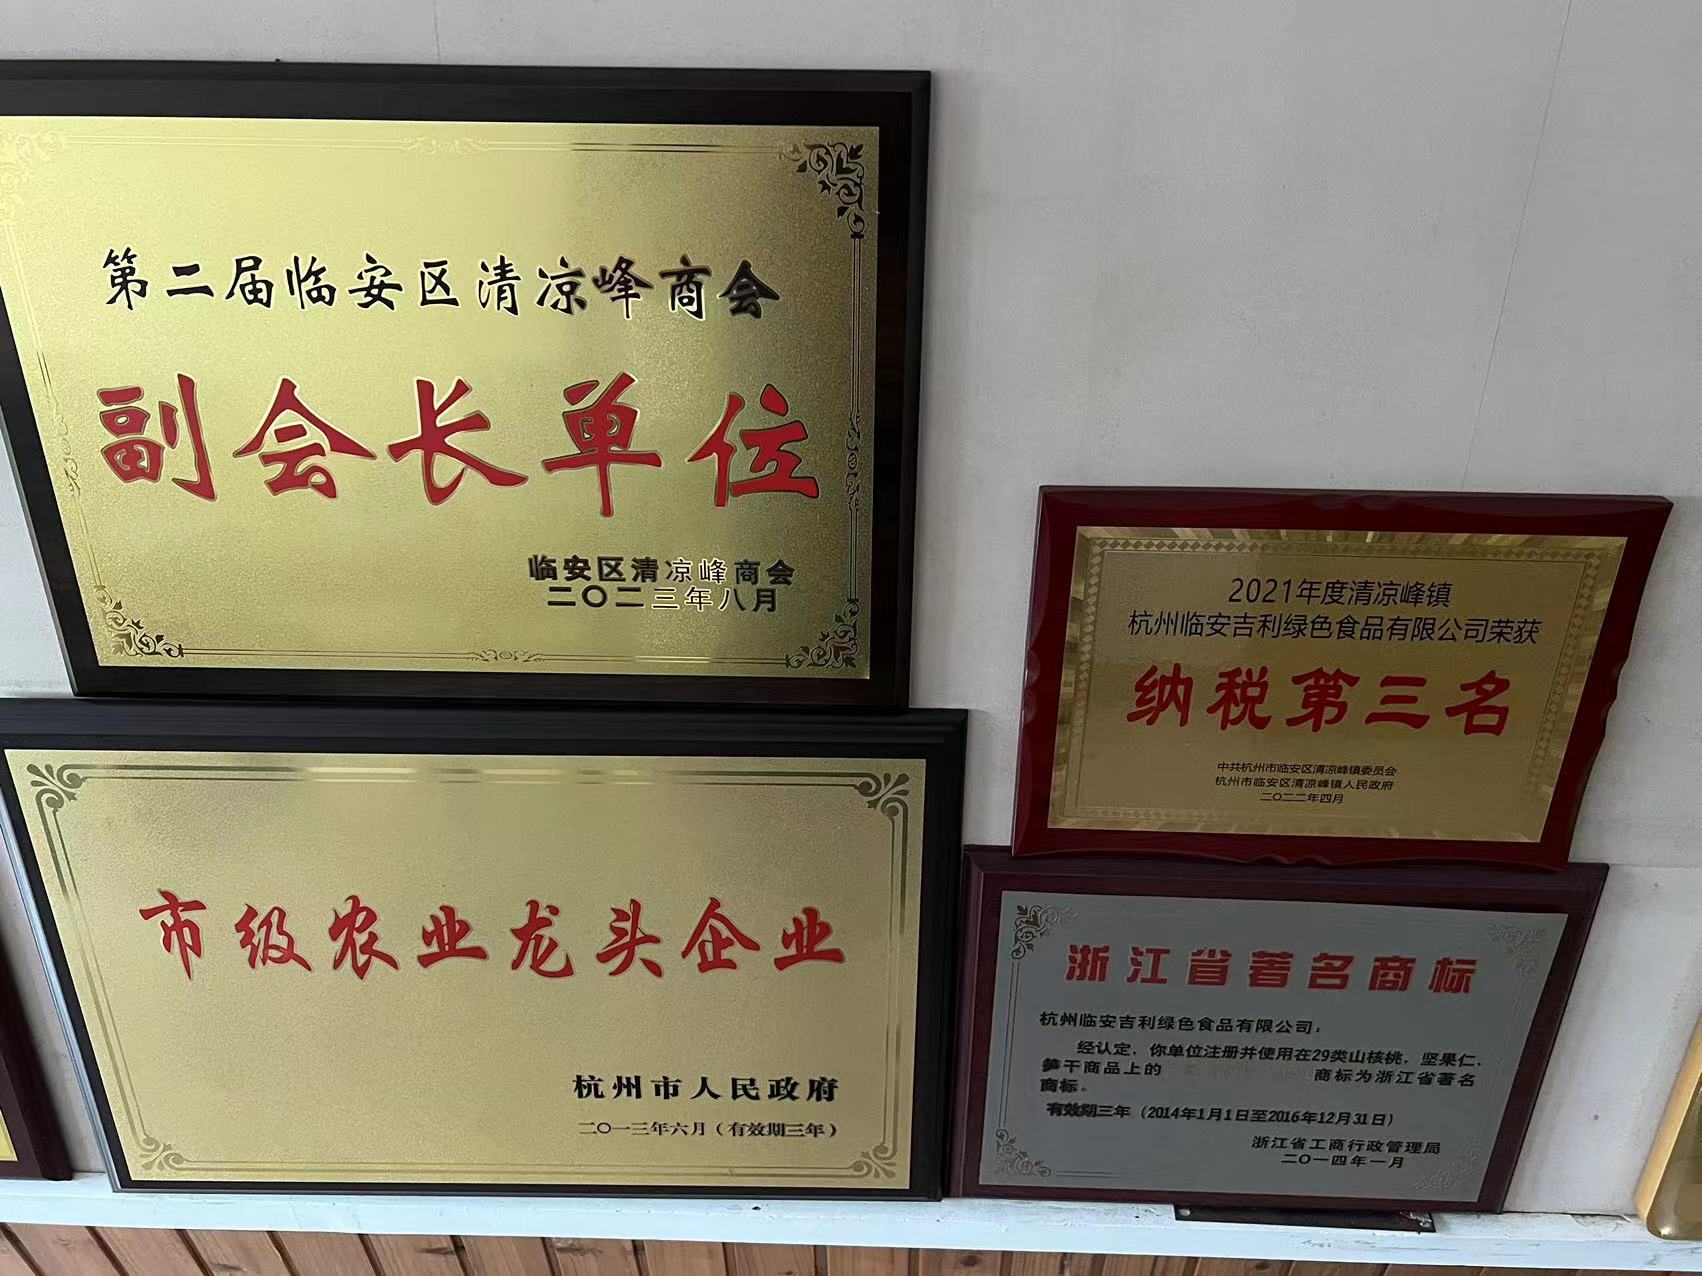 第二届临安区清凉峰商会
副会长单位
临安区清凉峰商会
二〇二三年八月
2021年度清凉峰镇
杭州临安吉利绿色食品有限公司荣获
纳税第三名
中共杭州市临安区清凉峰镇委员会
杭州市临安区清凉峰镇人民政府
二〇二二年四月
市级农业龙头企业
杭州市人民政府
二〇一三年六月（有效期三年）
浙江省著名商标
杭州临安吉利绿色食品有限公司：
经认定，你单位注册并使用在29类山核桃，坚果仁，
笋干商品上的 商标为浙江省著名
商标。
有效期三年（2014年1月1日至2016年12月31日）
浙江省工商行政管理局
二〇一四年一月